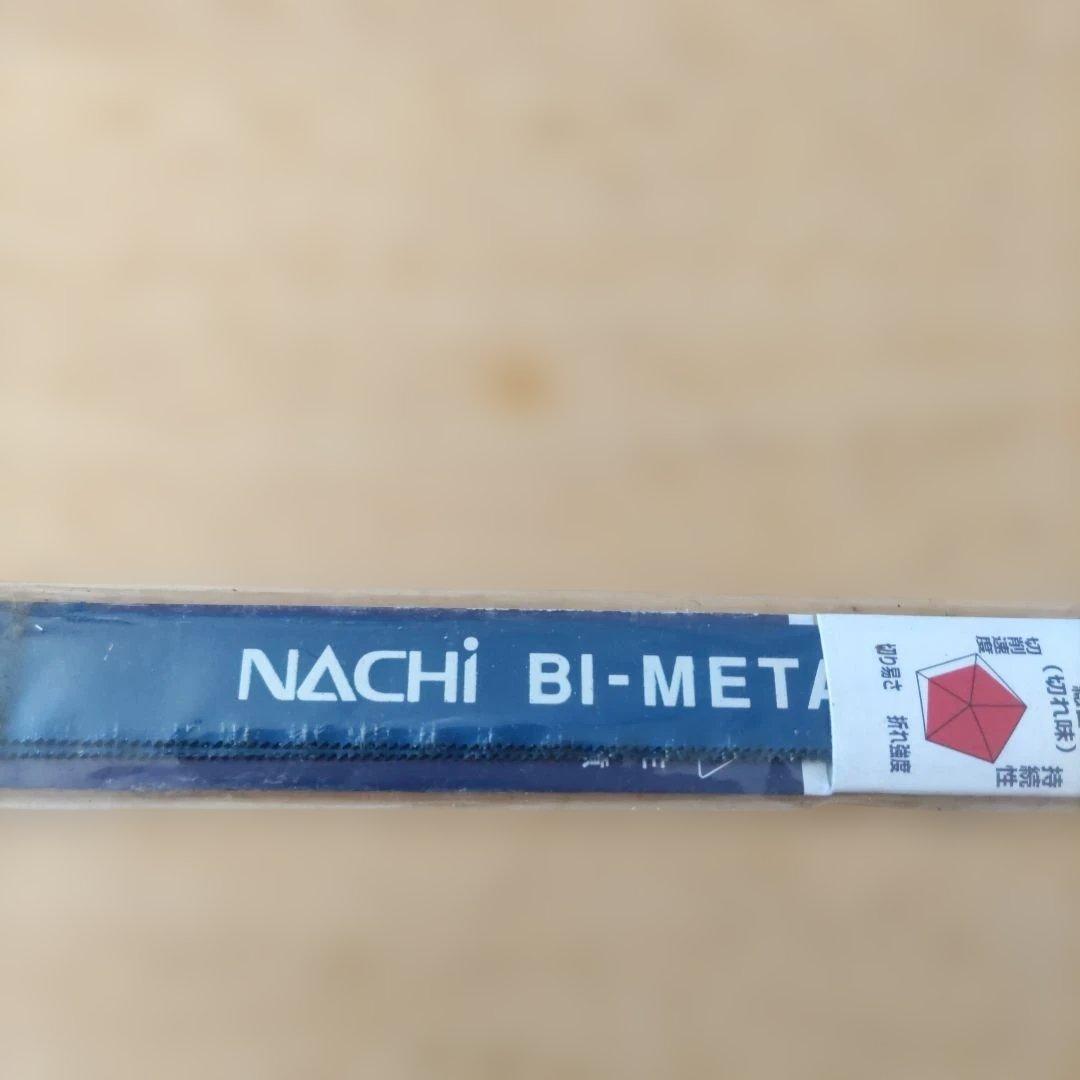 NACHi BI-META
切削速度
(切れ味)
切り易さ
折れ強度
持続性